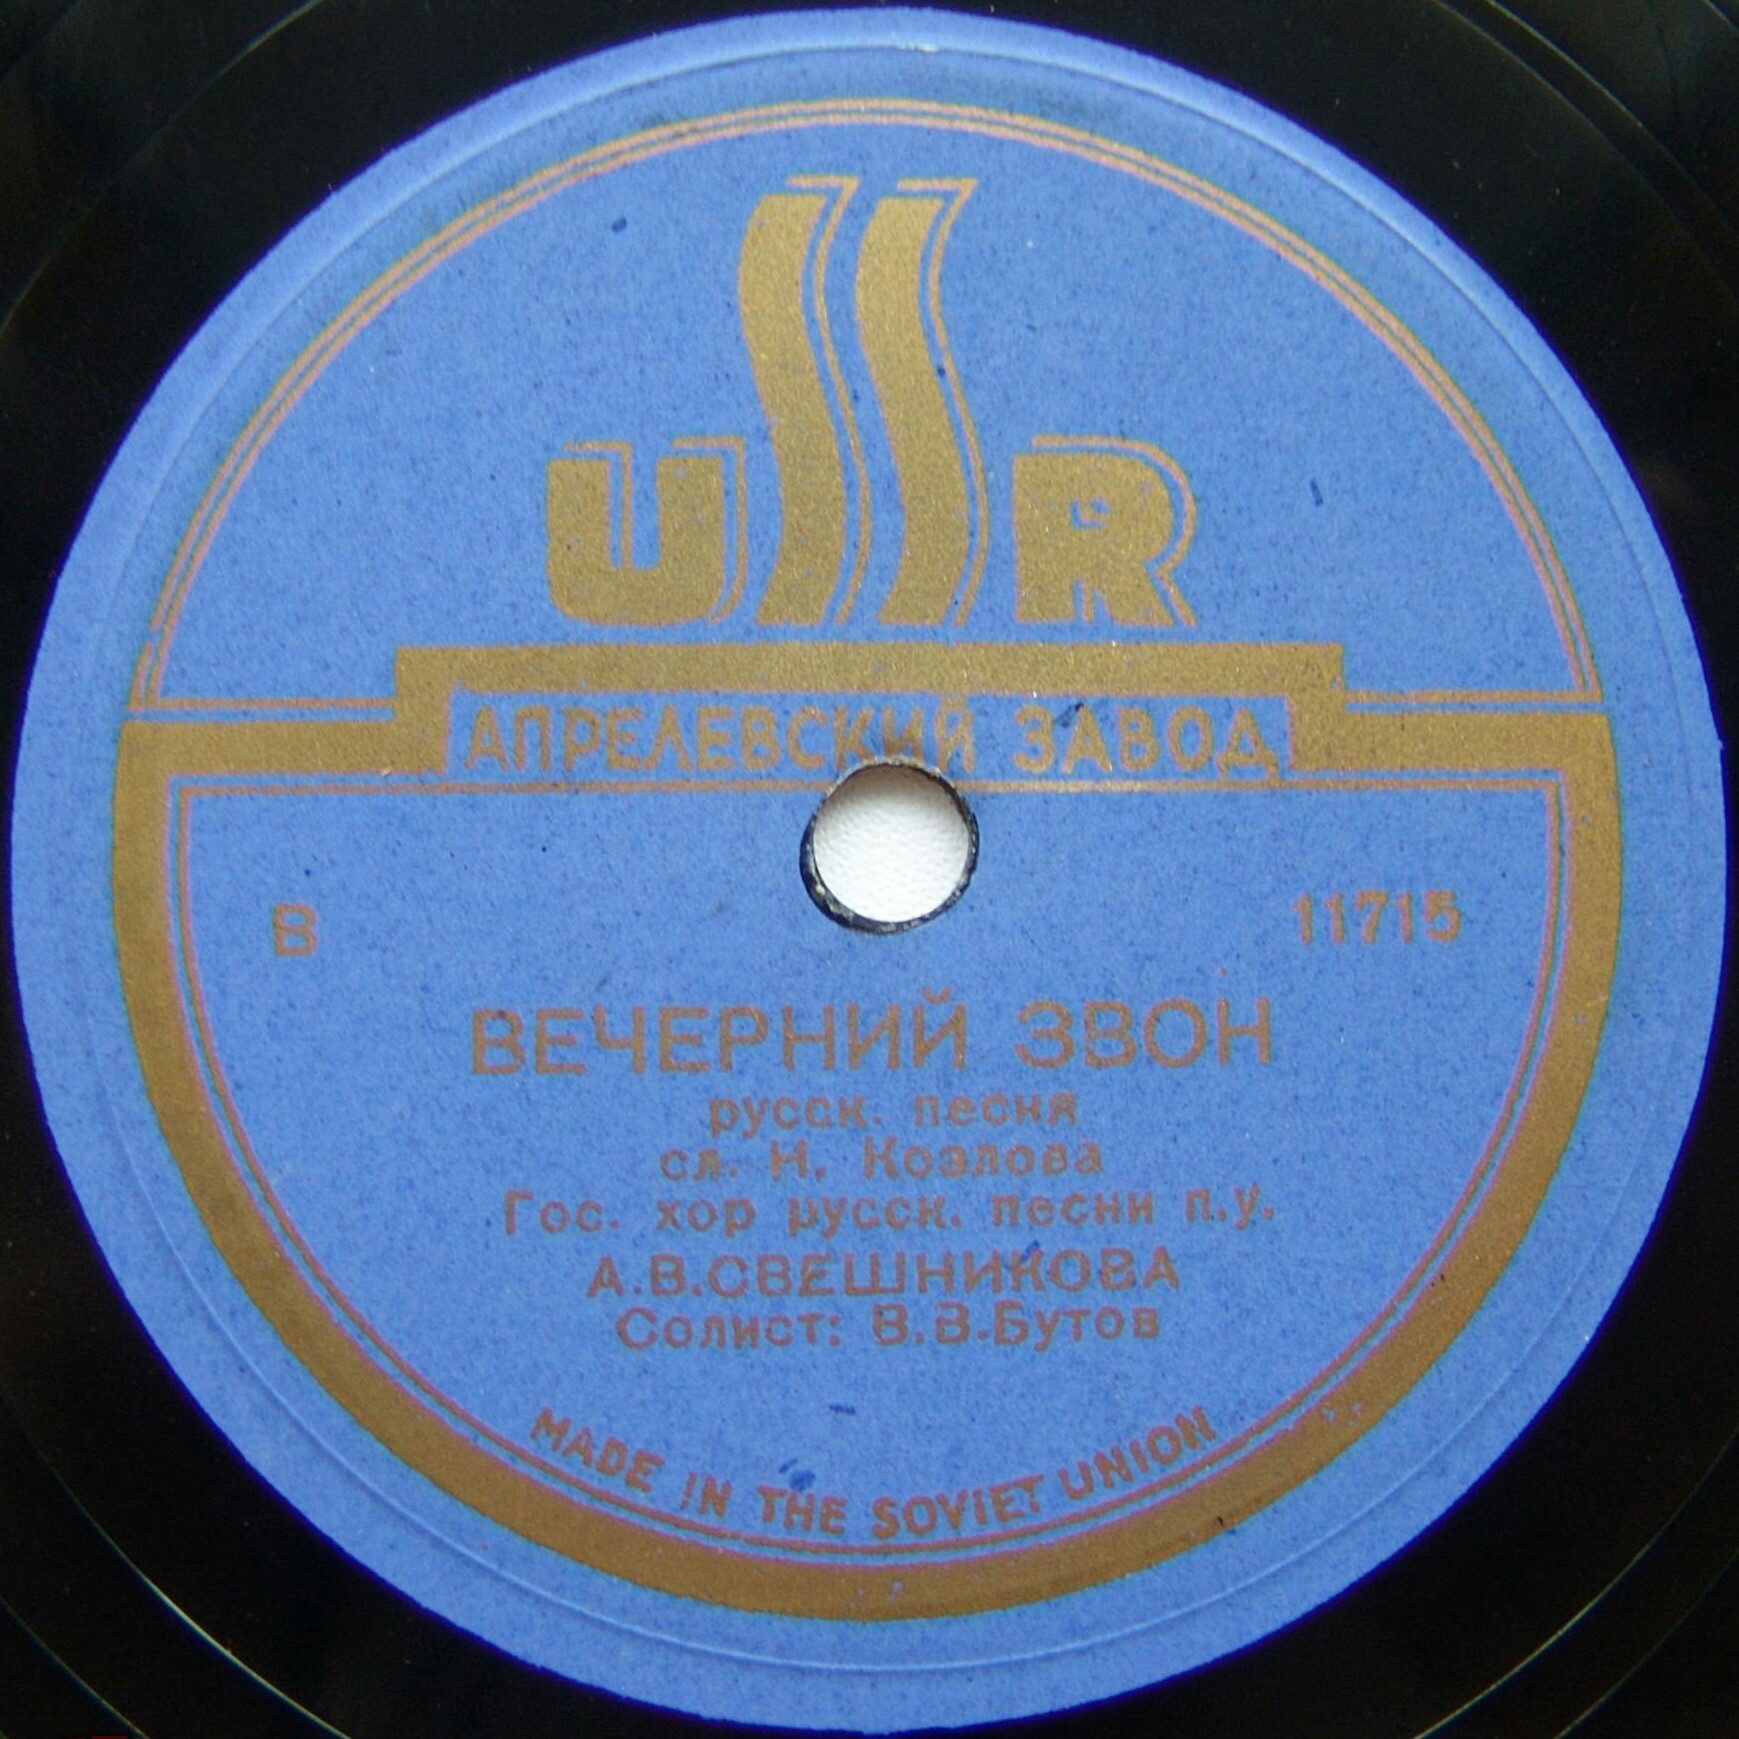 USSR
АПРЕЛЕВСКИЙ ЗАВОД
В 11715
ВЕЧЕРНИЙ ЗВОН
русск. песня
сл. Н. Козлова
Гос. хор русск. песни п.у.
А.В.СВЕШНИКОВА
Солист: В.В.Бутов
MADE IN THE SOVIET UNION